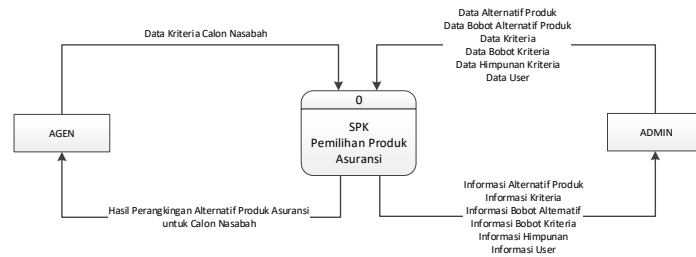 Data Kriteria Calon Nasabah
Data Alternatif Produk
Data Bobot Alternatif Produk
Data Kriteria
Data Bobot Kriteria
Data Himpunan Kriteria
Data User
0
SPK
Pemilihan Produk
Asuransi
AGEN
ADMIN
Hasil Perangkingan Alternatif Produk Asuransi
untuk Calon Nasabah
Informasi Alternatif Produk
Informasi Kriteria
Informasi Bobot Alternatif
Informasi Bobot Kriteria
Informasi Himpunan
Informasi User